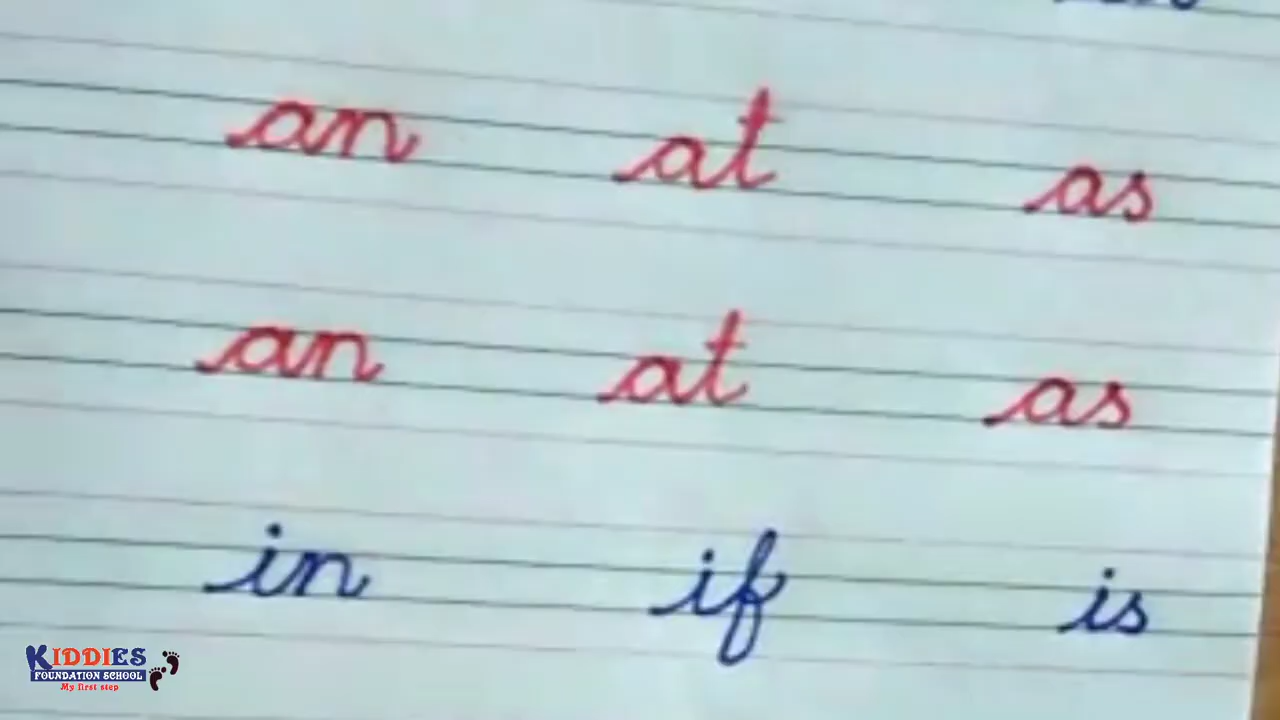 an at as
an at as
in if is
KIDDIES
FOUNDATION SCHOOL
My first step